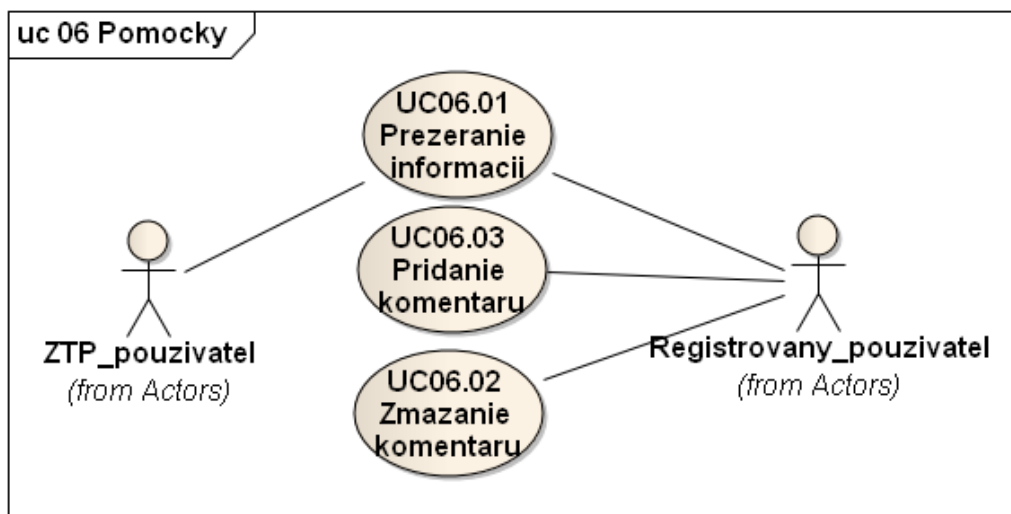 uc 06 Pomocky
UC06.01
Prezeranie
informacii
UC06.03
Pridanie
komentaru
ZTP_pouzivatel
(from Actors)
Registrovany_pouzivatel
(from Actors)
UC06.02
Zmazanie
komentaru